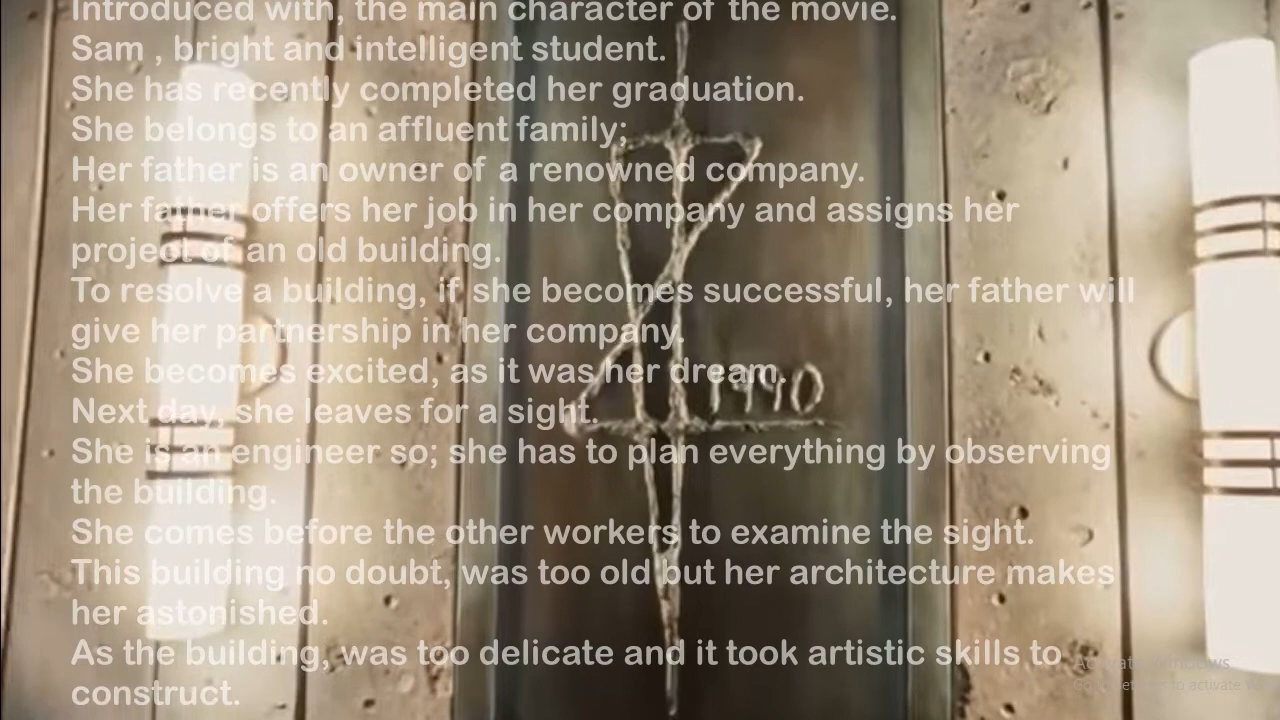 Introduced with, the main character of the movie.
Sam , bright and intelligent student.
She has recently completed her graduation.
She belongs to an affluent family;
Her father is an owner of a renowned company.
Her father offers her job in her company and assigns her
project of an old building.
To resolve a building, if she becomes successful, her father will
give her partnership in her company.
She becomes excited, as it was her dream.
1990
Next day, she leaves for a sight.
She is an engineer so; she has to plan everything by observing
the building.
She comes before the other workers to examine the sight.
This building no doubt, was too old but her architecture makes
her astonished.
As the building, was too delicate and it took artistic skills to
construct.
Activate Windows